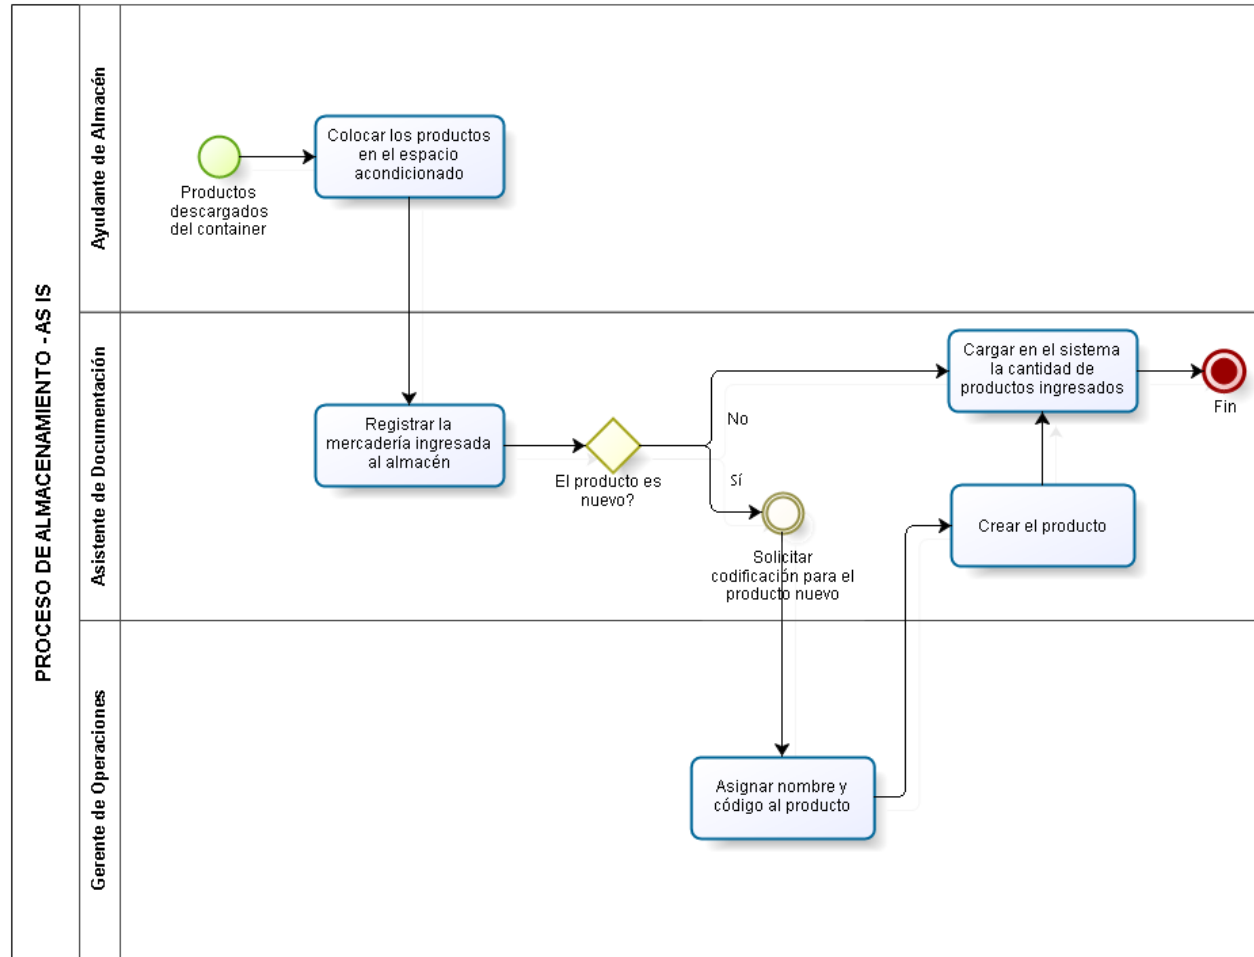 PROCESO DE ALMACENAMIENTO - AS IS
Ayudante de Almacén
Productos
descargados
del container
Colocar los productos
en el espacio
acondicionado
Asistente de Documentación
Registrar la
mercadería ingresada
al almacén
El producto es
nuevo?
No
Sí
Solicitar
codificación para el
producto nuevo
Cargar en el sistema
la cantidad de
productos ingresados
Fin
Crear el producto
Gerente de Operaciones
Asignar nombre y
código al producto